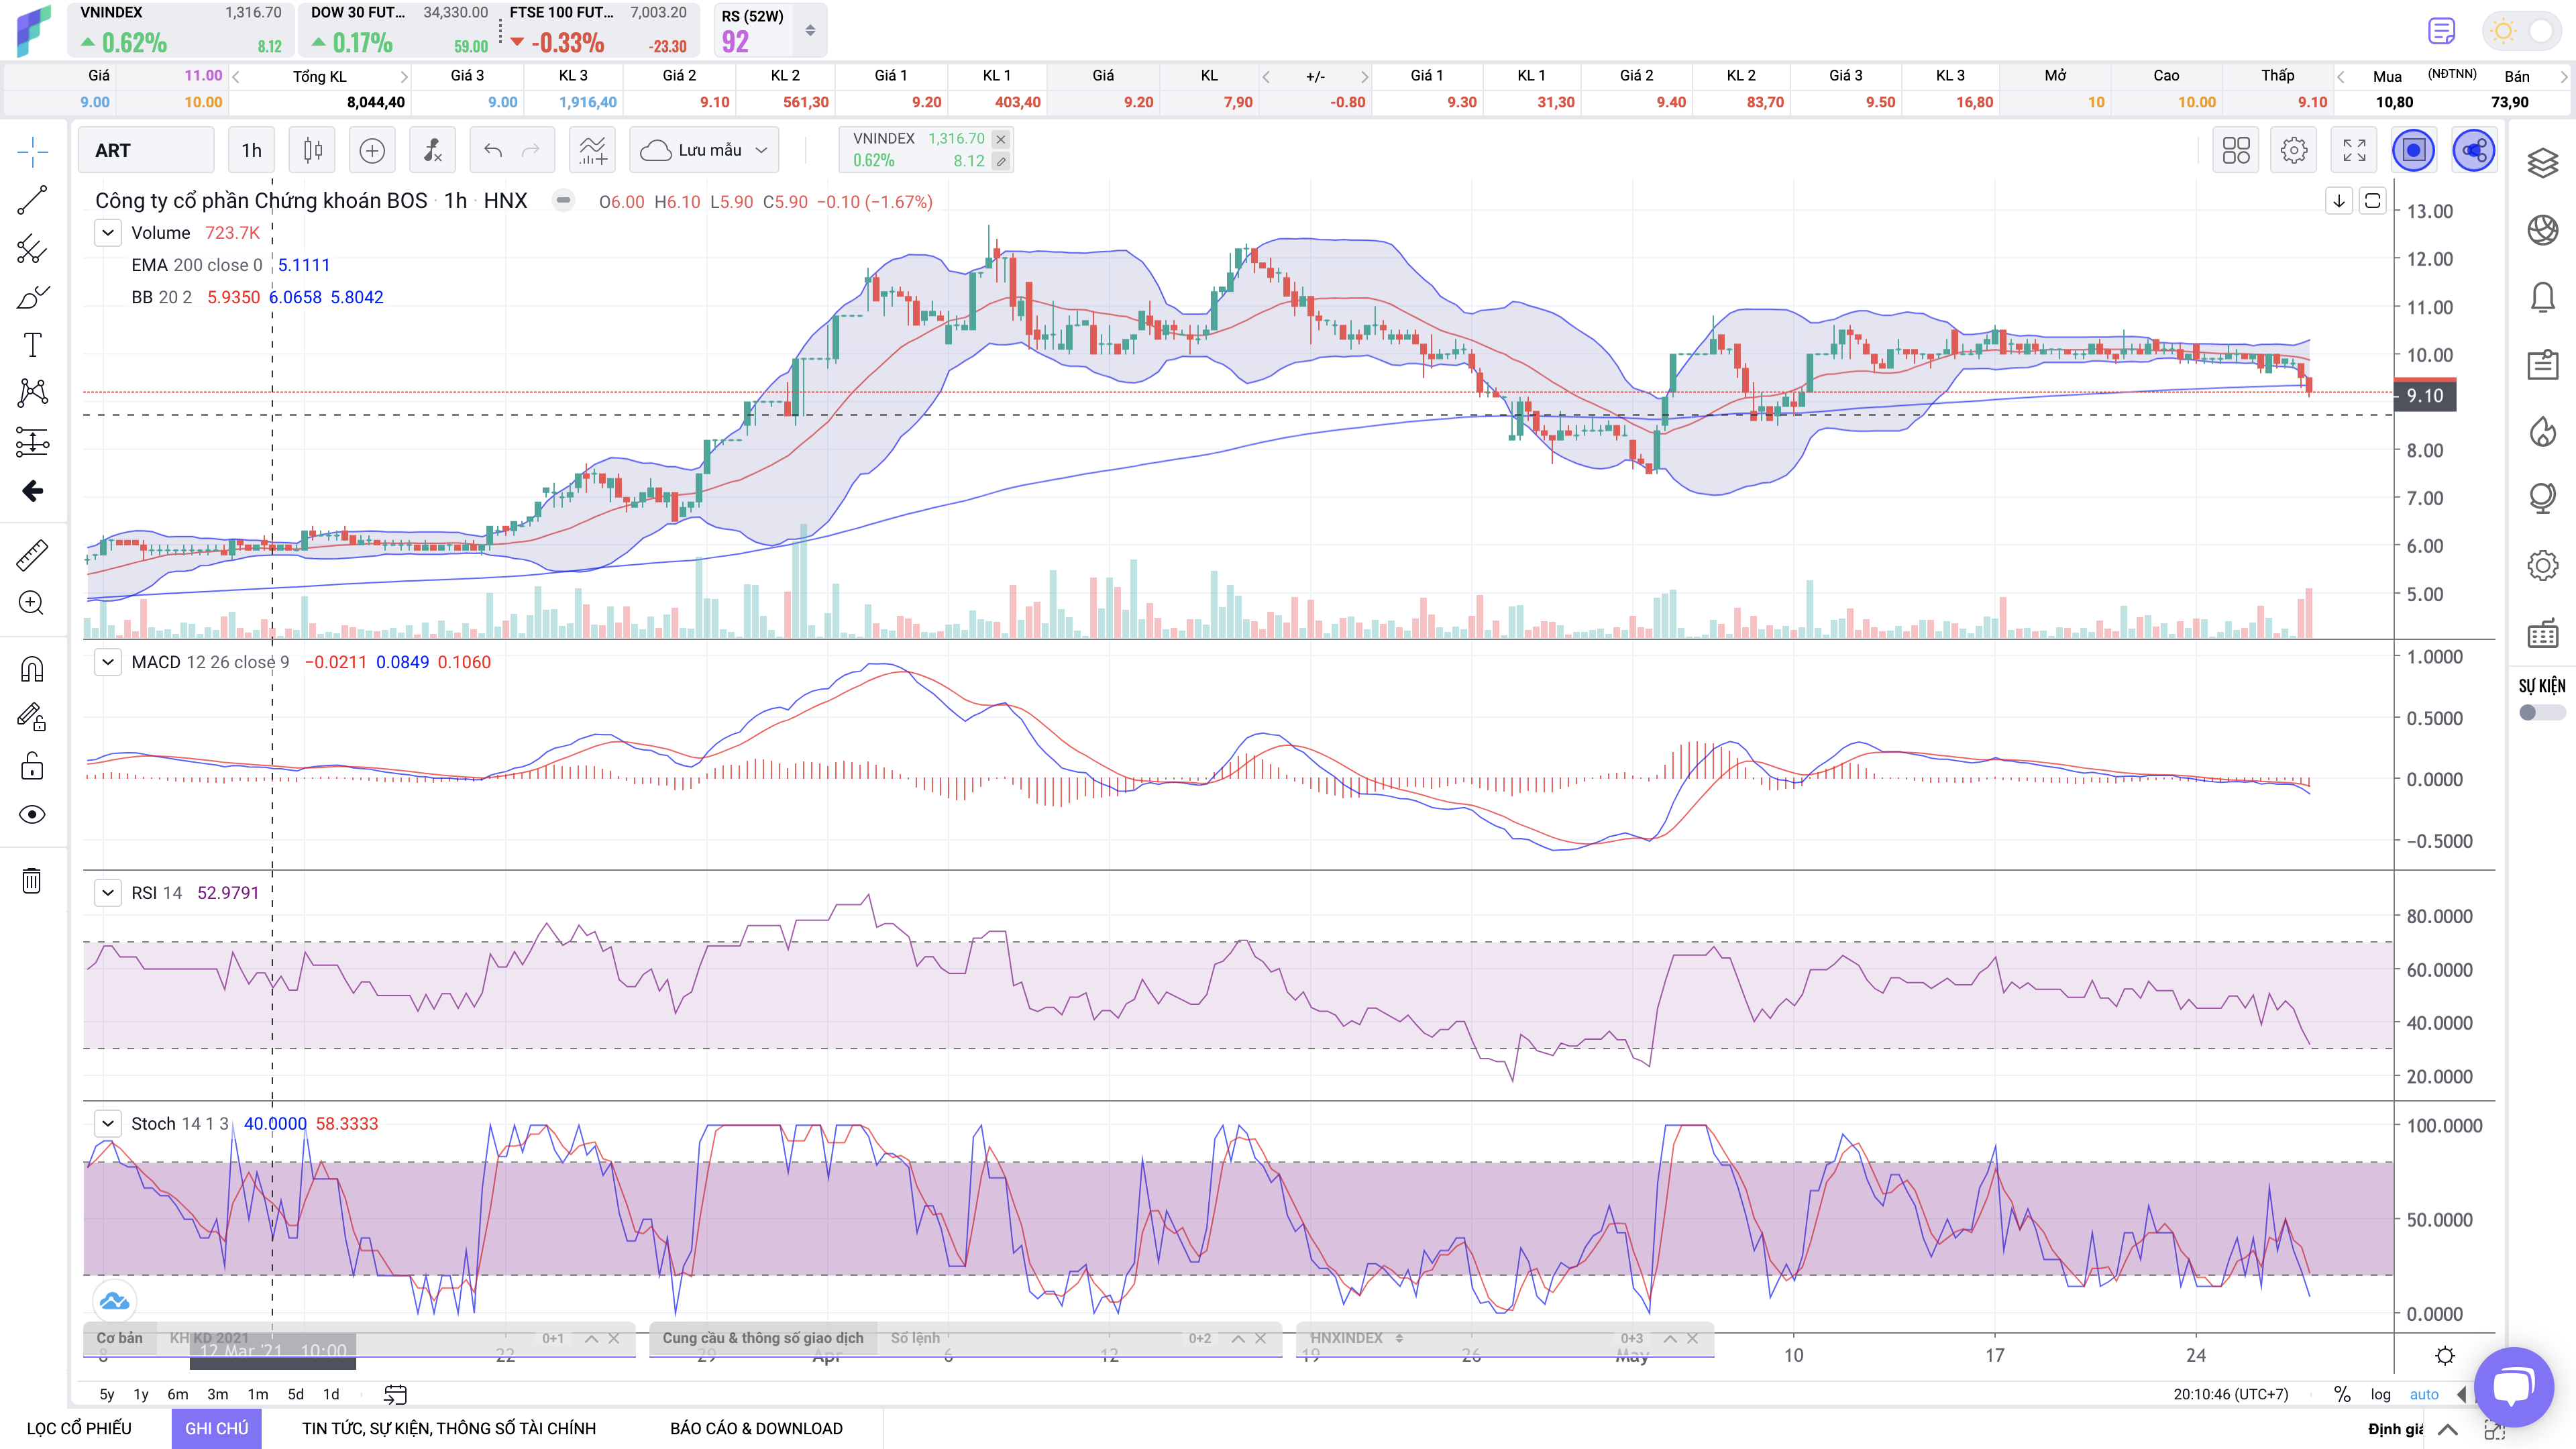 VNINDEX 1,316.70 DOW 30 FUT... 34,330.00 FTSE 100 FUT... 7,003.20 RS (52W)
0.62% 8.12 0.17% 59.00 -0.33% -23.30 92
Giá 11.00 Tổng KL Giá 3 KL 3 Giá 2 KL 2 Giá 1 KL 1 Giá KL +/- Giá 1 KL 1 Giá 2 KL 2 Giá 3 KL 3 Mở Cao Thấp Mua (NĐTNN) Bán
9.00 10.00 8,044,40 9.00 1,916,40 9.10 561,30 9.20 403,40 9.20 7,90 -0.80 9.30 31,30 9.40 83,70 9.50 16,80 10 10.00 9.10 10,80 73,90
ART 1h Lưu mẫu VNINDEX 1,316.70
0.62% 8.12
Công ty cổ phần Chứng khoán BOS · 1h · HNX O6.00 H6.10 L5.90 C5.90 −0.10 (−1.67%)
Volume 723.7K
EMA 200 close 0 5.1111
BB 20 2 5.9350 6.0658 5.8042
13.00
12.00
11.00
10.00
9.10
8.00
7.00
6.00
5.00
MACD 12 26 close 9 −0.0211 0.0849 0.1060
1.0000
0.5000
0.0000
−0.5000
RSI 14 52.9791
80.0000
60.0000
40.0000
20.0000
Stoch 14 1 3 40.0000 58.3333
100.0000
50.0000
0.0000
SỰ KIỆN
Cơ bản KHKD 2021 0+1 Cung cầu & thông số giao dịch Sổ lệnh 0+2 HNXINDEX 0+3
8 12 Mar '21 10:00 22 29 Apr 6 12 19 26 May 10 17 24
5y 1y 6m 3m 1m 5d 1d 20:10:46 (UTC+7) % log auto
LỌC CỔ PHIẾU GHI CHÚ TIN TỨC, SỰ KIỆN, THÔNG SỐ TÀI CHÍNH BÁO CÁO & DOWNLOAD Định giá